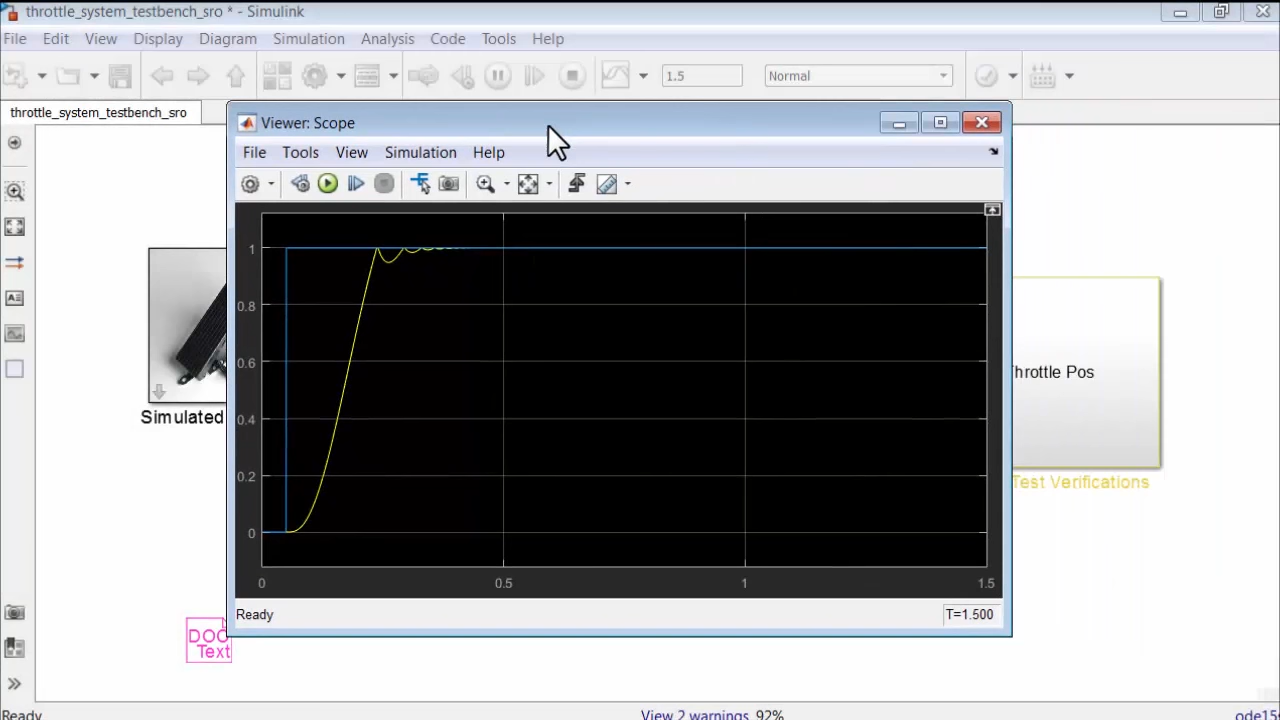 throttle_system_testbench_sro * - Simulink
File Edit View Display Diagram Simulation Analysis Code Tools Help
1.5 Normal
throttle_system_testbench_sro
Viewer: Scope
File Tools View Simulation Help
1
0.8
0.6
0.4
0.2
0
0 0.5 1 1.5
Ready T=1.500
Simulated
Throttle Pos
Test Verifications
DOC
Text
Ready View 2 warnings 92% ode15